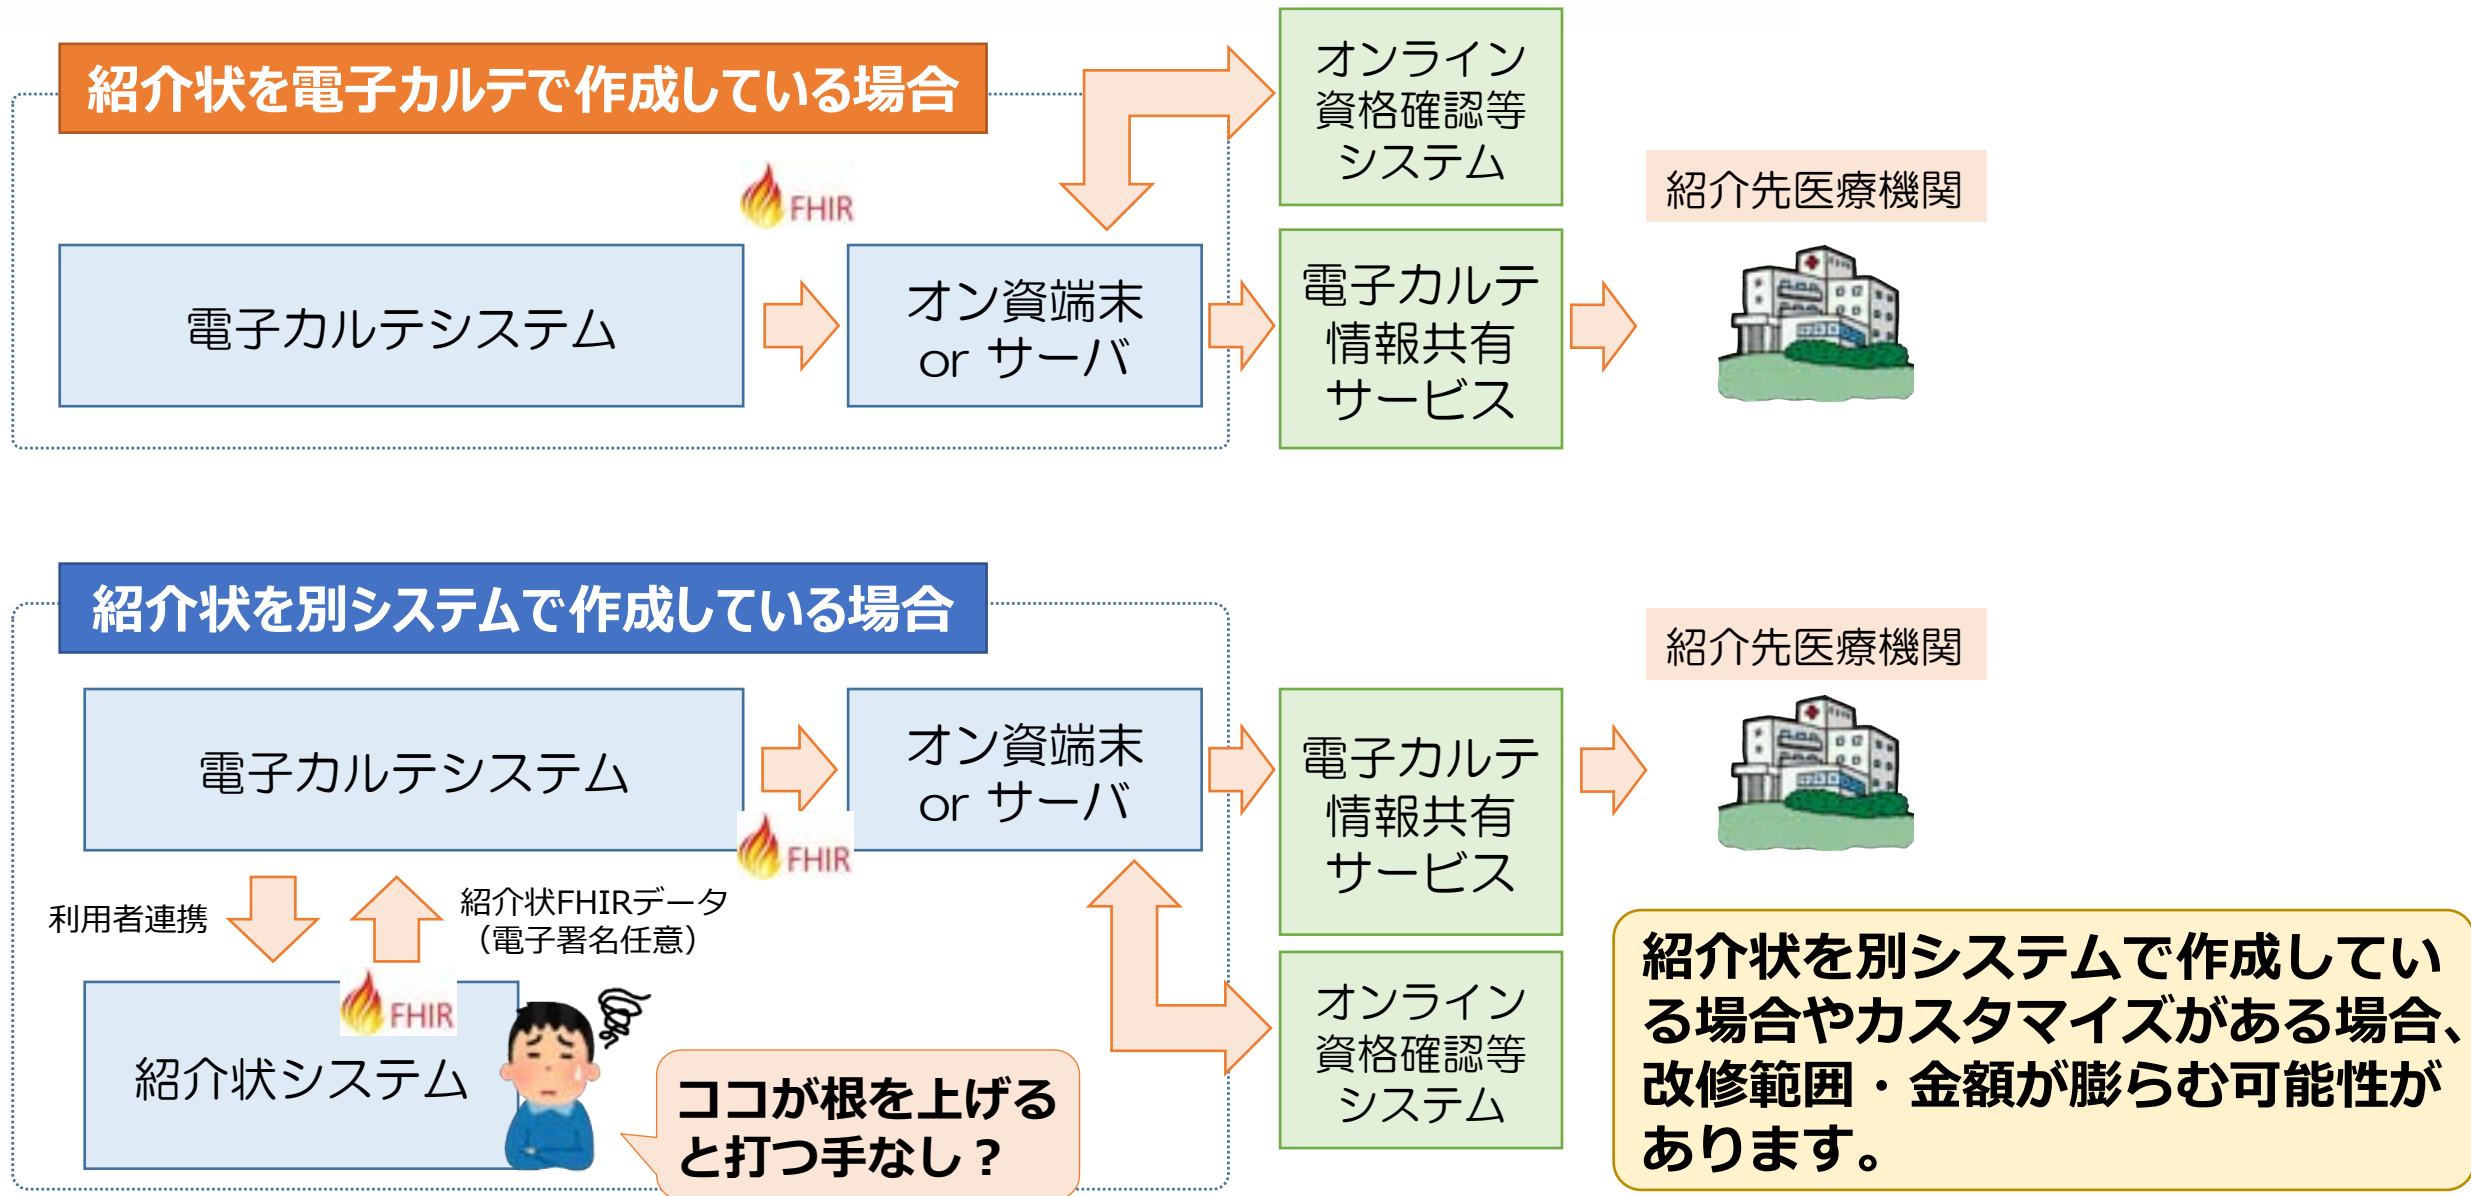 紹介状を電子カルテで作成している場合
オンライン
資格確認等
システム
紹介先医療機関
FHIR
電子カルテシステム
オン資端末
or サーバ
電子カルテ
情報共有
サービス
紹介状を別システムで作成している場合
紹介先医療機関
電子カルテシステム
オン資端末
or サーバ
電子カルテ
情報共有
サービス
FHIR
利用者連携
紹介状FHIRデータ
（電子署名任意）
FHIR
紹介状システム
ココが根を上げる
と打つ手なし？
オンライン
資格確認等
システム
紹介状を別システムで作成してい
る場合やカスタマイズがある場合、
改修範囲・金額が膨らむ可能性が
あります。